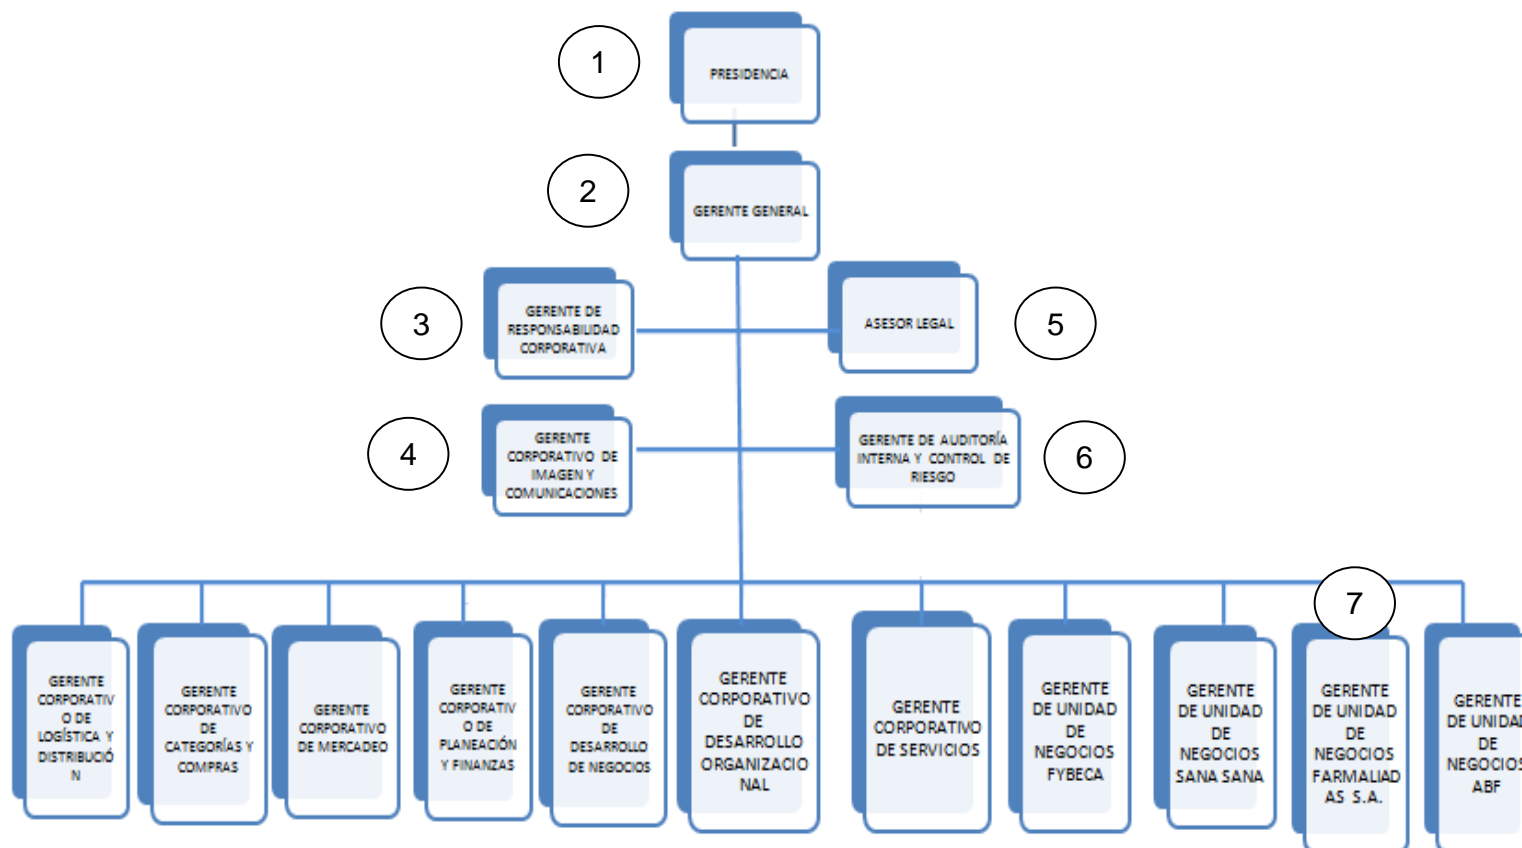 1
PRESIDENCIA
2
GERENTE GENERAL
3
GERENTE DE
RESPONSABILIDAD
CORPORATIVA
ASESOR LEGAL
5
4
GERENTE
CORPORATIVO DE
IMAGEN Y
COMUNICACIONES
GERENTE DE AUDITORÍA
INTERNA Y CONTROL DE
RIESGO
6
7
GERENTE
CORPORATIV
O DE
LOGÍSTICA Y
DISTRIBUCIÓ
N
GERENTE
CORPORATIVO
DE
CATEGORÍAS Y
COMPRAS
GERENTE
CORPORATIVO
DE MERCADEO
GERENTE
CORPORATIV
O DE
PLANEACIÓN
Y FINANZAS
GERENTE
CORPORATIVO
DE
DESARROLLO
DE NEGOCIOS
GERENTE
CORPORATIVO
DE
DESARROLLO
ORGANIZACIO
NAL
GERENTE
CORPORATIVO
DE SERVICIOS
GERENTE
DE UNIDAD
DE
NEGOCIOS
FYBECA
GERENTE
DE UNIDAD
DE
NEGOCIOS
SANA SANA
GERENTE
DE UNIDAD
DE
NEGOCIOS
FARMALIAD
AS S.A.
GERENTE
DE UNIDAD
DE
NEGOCIOS
ABF